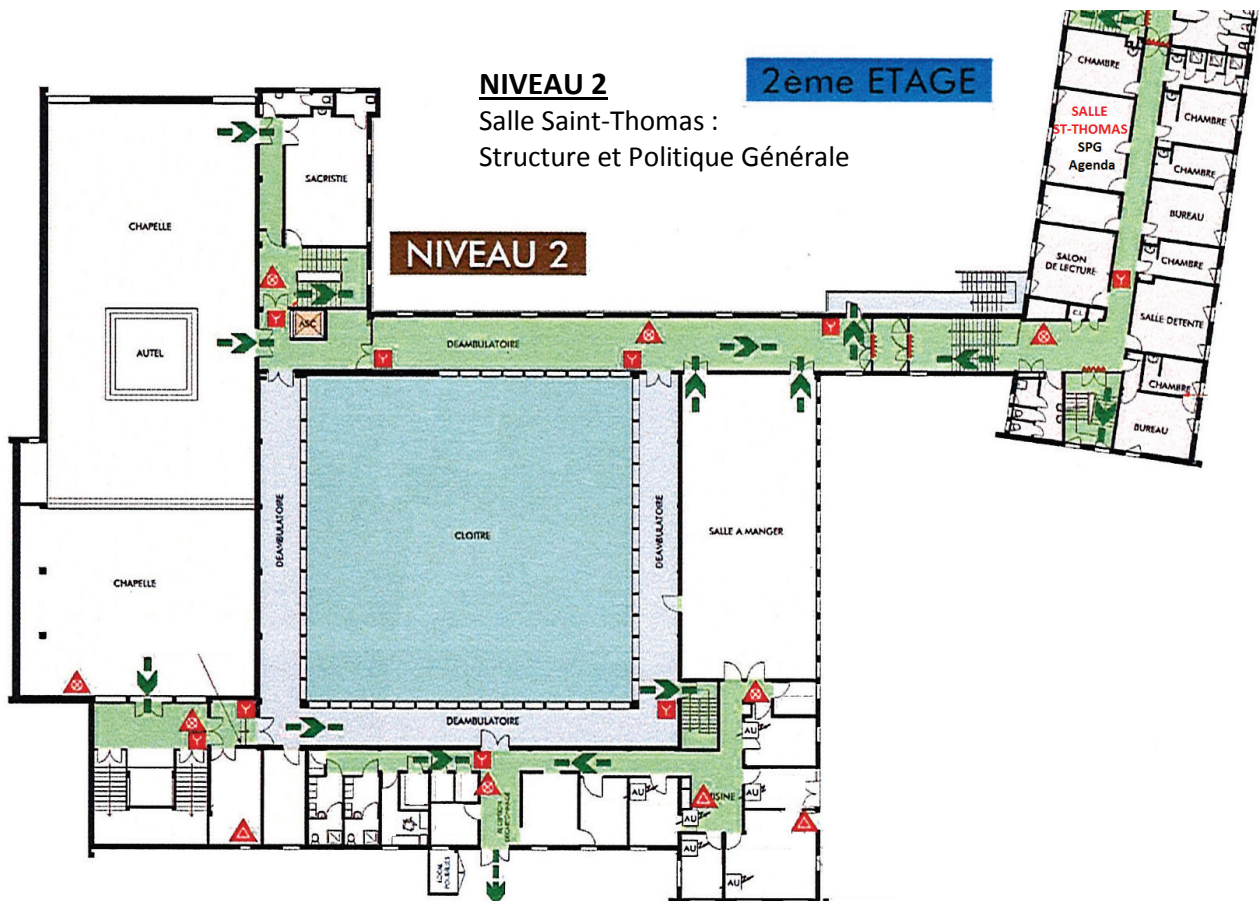 NIVEAU 2
Salle Saint-Thomas :
Structure et Politique Générale
2ème ETAGE
NIVEAU 2
CHAPELLE
AUTEL
CHAPELLE
SACRISTIE
ASC
DEAMBULATOIRE
DEAMBULATOIRE
CLOITRE
DEAMBULATOIRE
DEAMBULATOIRE
SALLE A MANGER
CHAMBRE
SALLE
ST-THOMAS
SPG
Agenda
SALON
DE LECTURE
CHAMBRE
CHAMBRE
BUREAU
CHAMBRE
SALLE DETENTE
CHAMBRE
BUREAU
LOCAL
POUBELLES
AU
AU
AU
AU
AU
AU